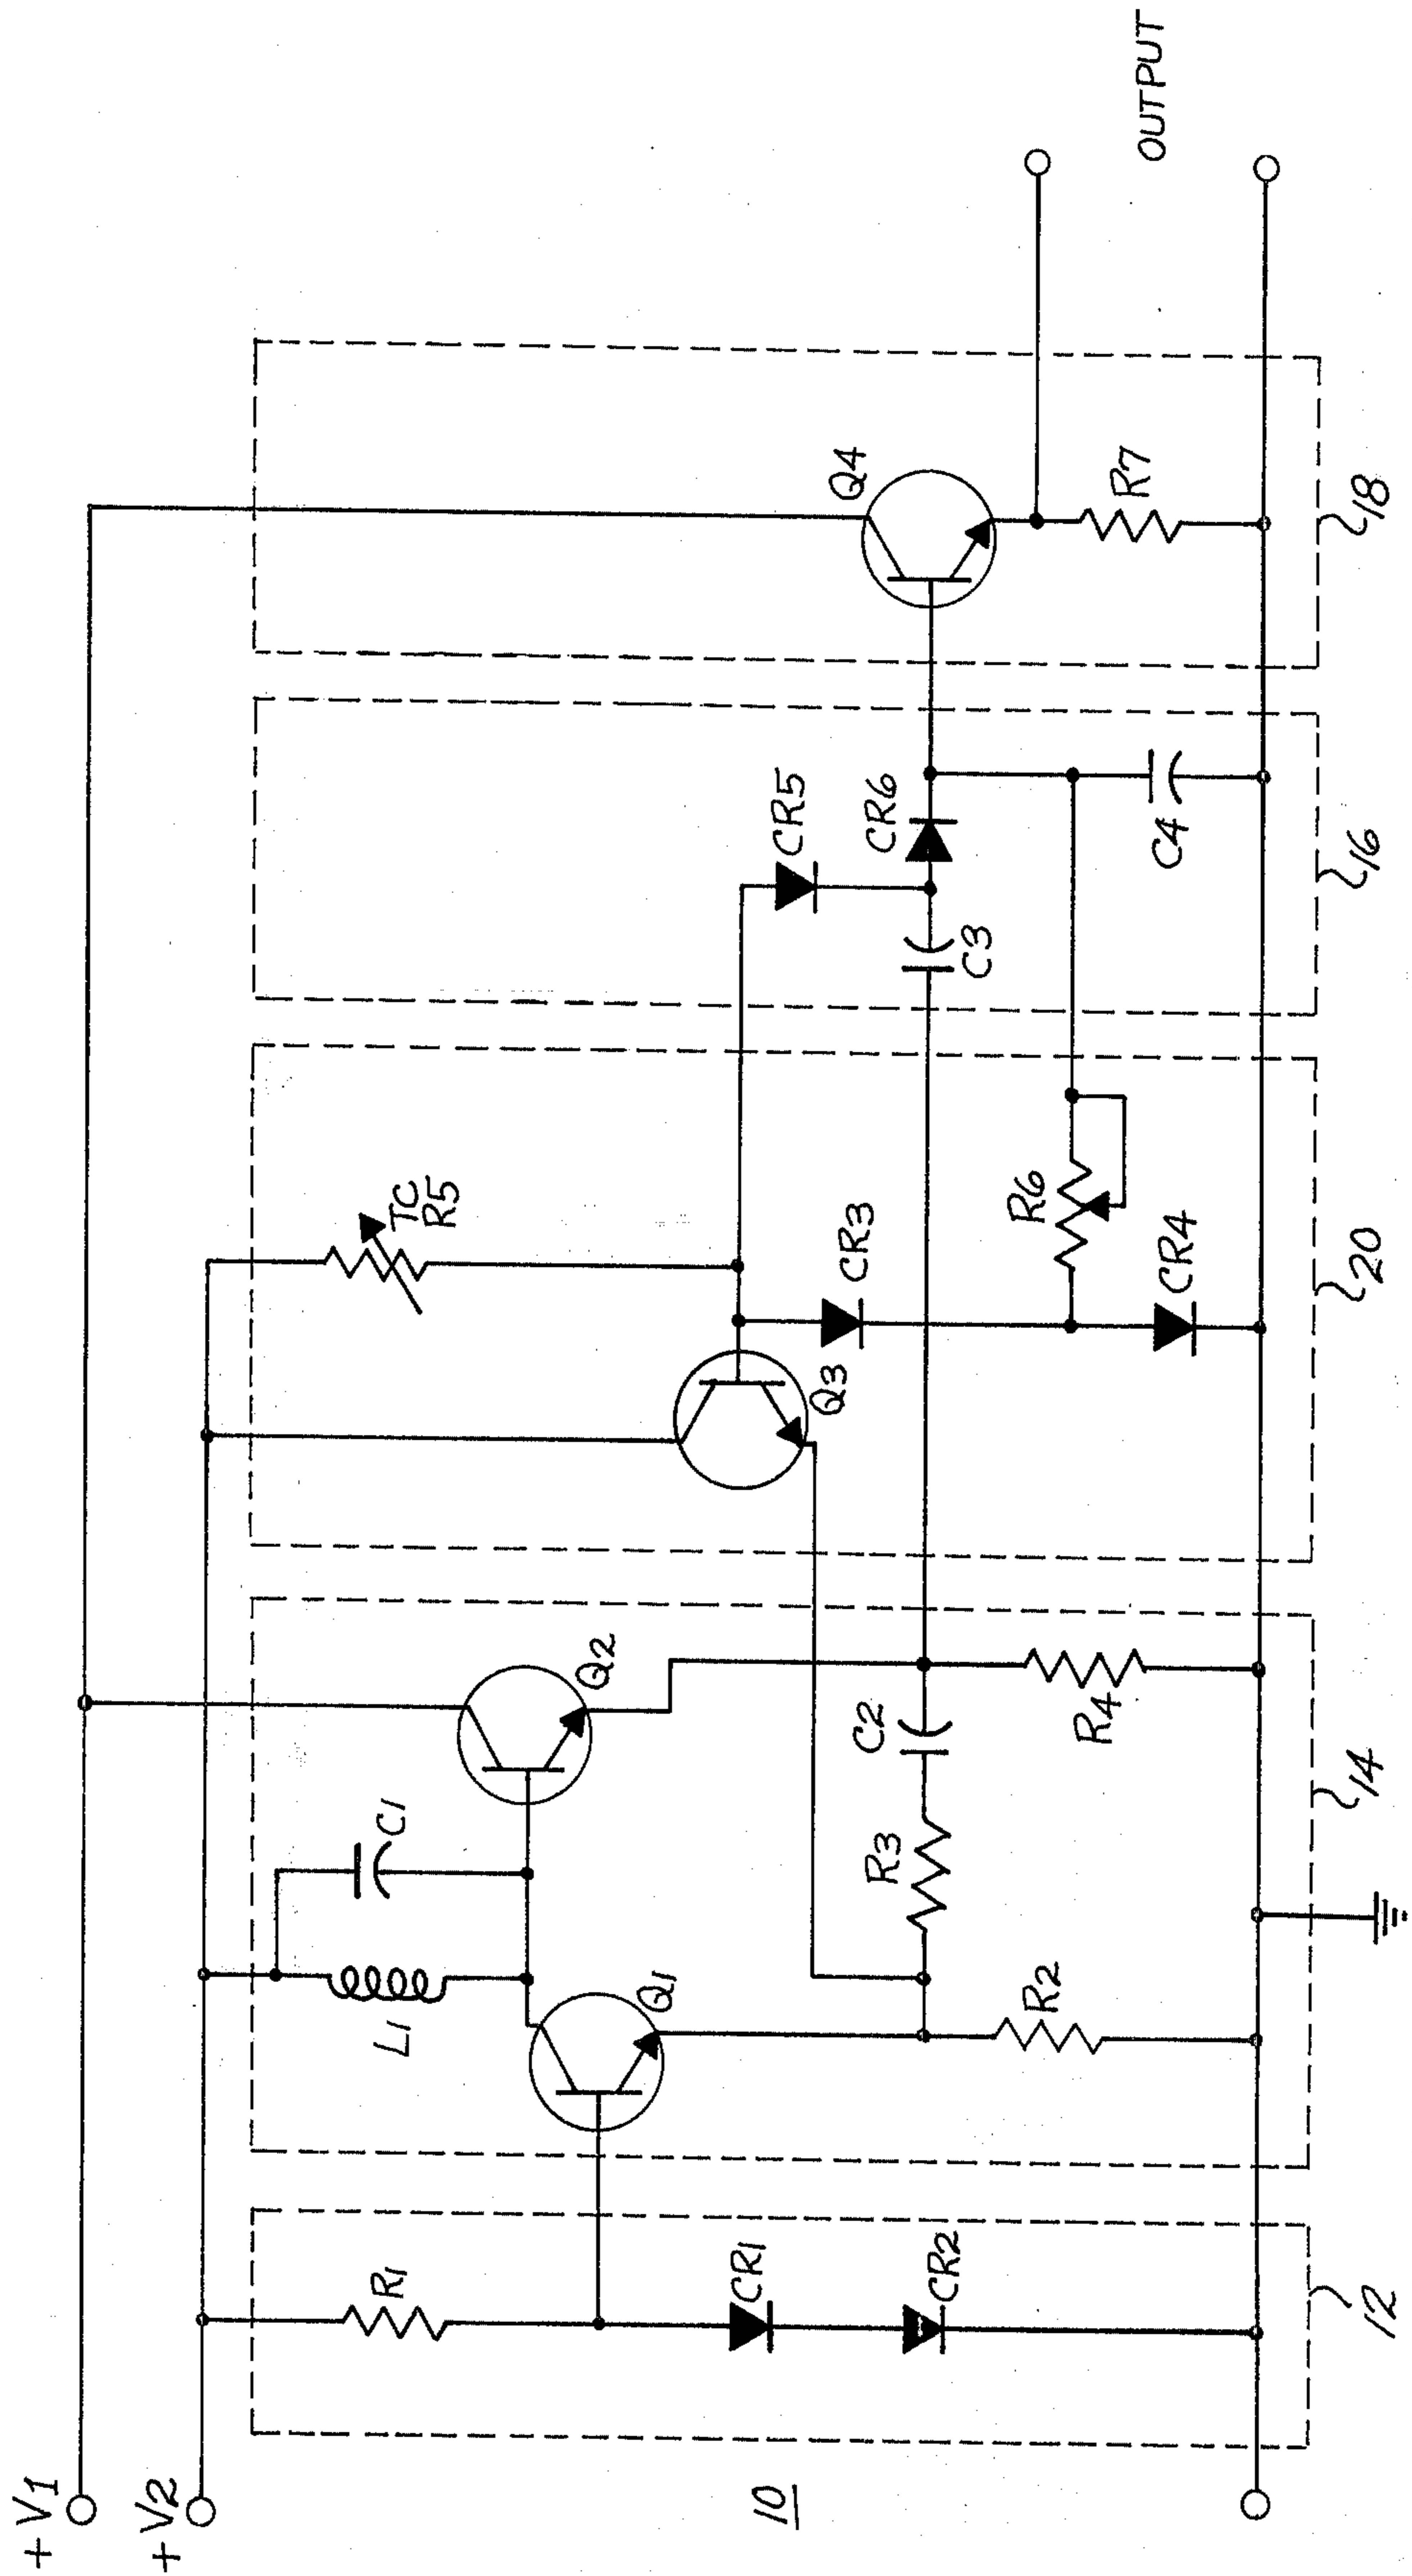 +V1
+V2
10
R1
CR1
CR2
12
L1
C1
Q1
Q2
R3
C2
R2
R4
14
TC
R5
Q3
CR3
R6
CR4
20
CR5
CR6
C3
C4
16
Q4
R7
18
OUTPUT